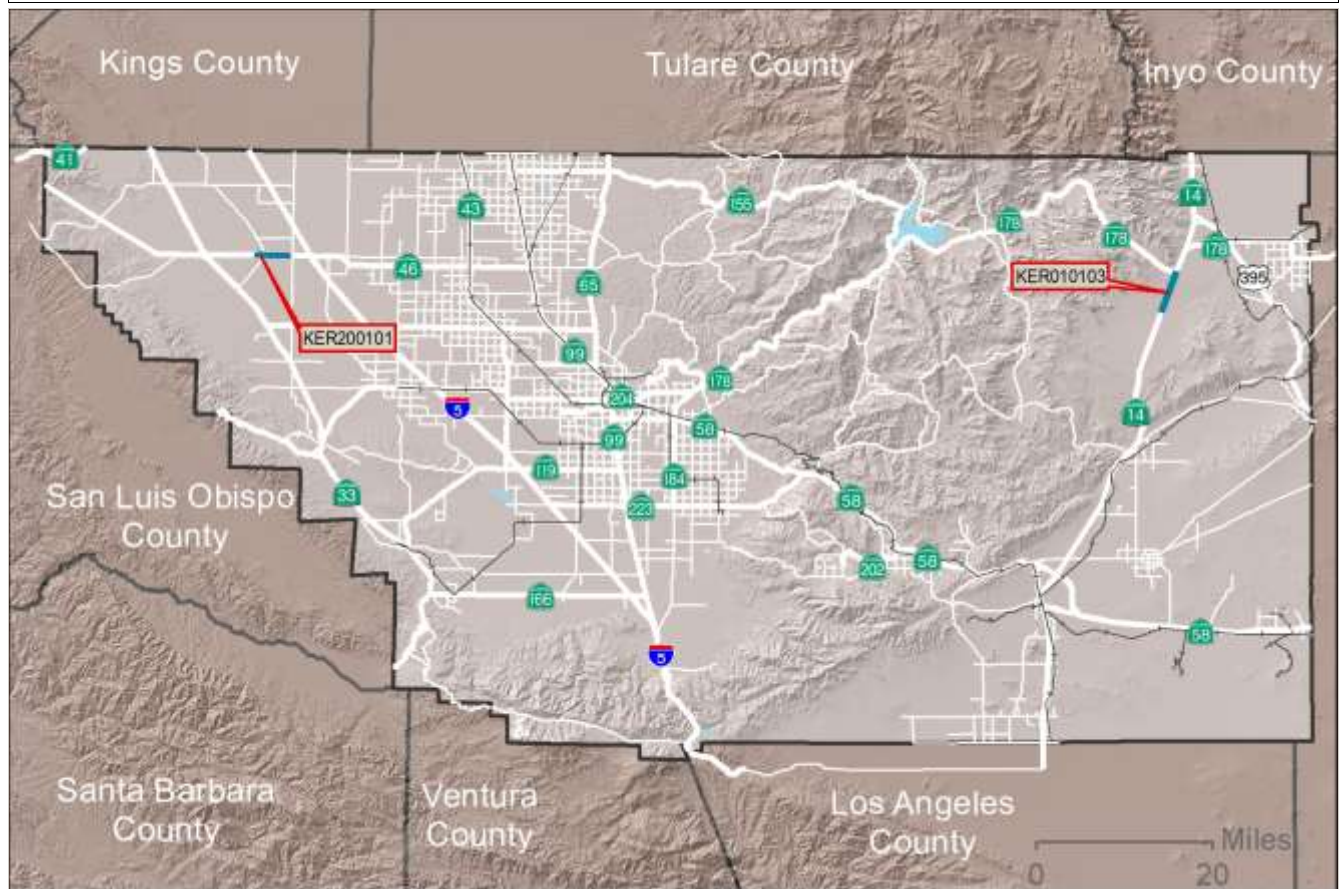 Kings County
Tulare County
Inyo County
41
14
155
43
178
178
178
46
395
KER010103
65
KER200101
99
178
204
5
14
58
99
119
184
33
58
223
San Luis Obispo
County
58
202
166
58
5
Santa Barbara
County
Ventura
County
Los Angeles
County
Miles
0
20